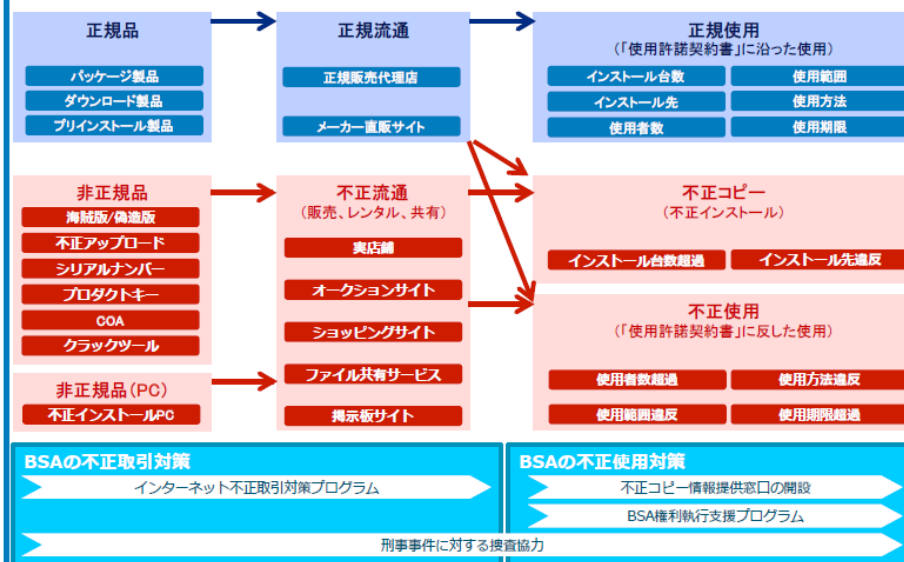 正規品
パッケージ製品
ダウンロード製品
プリインストール製品
正規流通
正規販売代理店
メーカー直販サイト
正規使用
(「使用許諾契約書」に沿った使用)
インストール台数
使用範囲
インストール先
使用方法
使用者数
使用期限
非正規品
海賊版/偽造版
不正アップロード
シリアルナンバー
プロダクトキー
COA
クラックツール
非正規品(PC)
不正インストールPC
不正流通
(販売、レンタル、共有)
実店舗
オークションサイト
ショッピングサイト
ファイル共有サービス
掲示板サイト
不正コピー
(不正インストール)
インストール台数超過
インストール先違反
不正使用
(「使用許諾契約書」に反した使用)
使用者数超過
使用方法違反
使用範囲違反
使用期限超過
BSAの不正取引対策
インターネット不正取引対策プログラム
BSAの不正使用対策
不正コピー情報提供窓口の開設
BSA権利執行支援プログラム
刑事事件に対する捜査協力